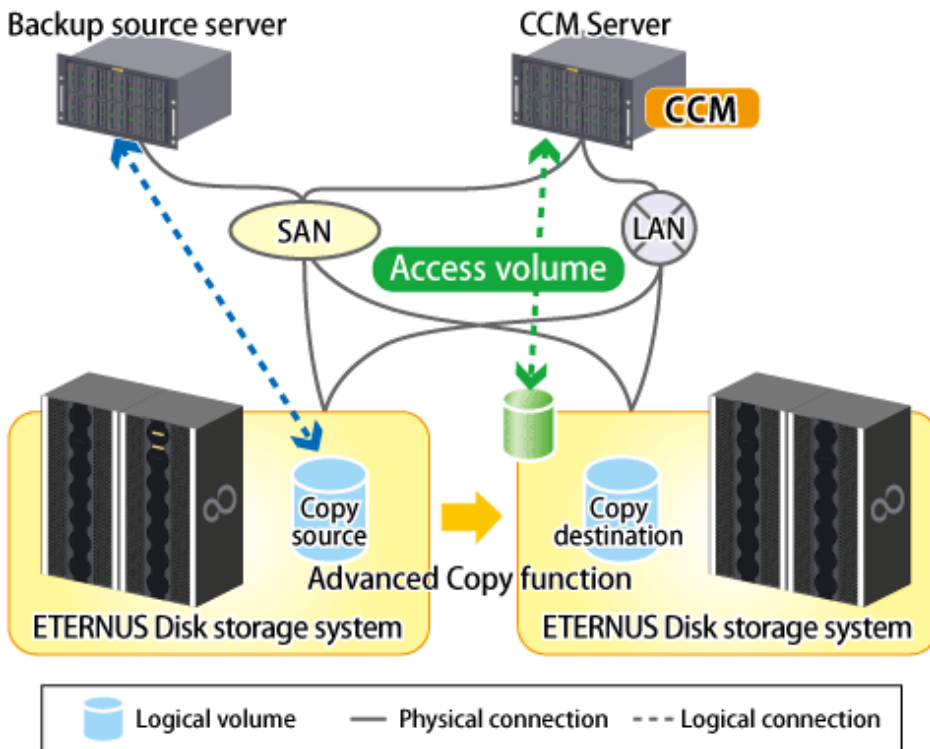 Backup source server
CCM Server
CCM
SAN
LAN
Access volume
Copy
source
Copy
destination
Advanced Copy function
ETERNUS Disk storage system
ETERNUS Disk storage system
Logical volume
Physical connection
Logical connection